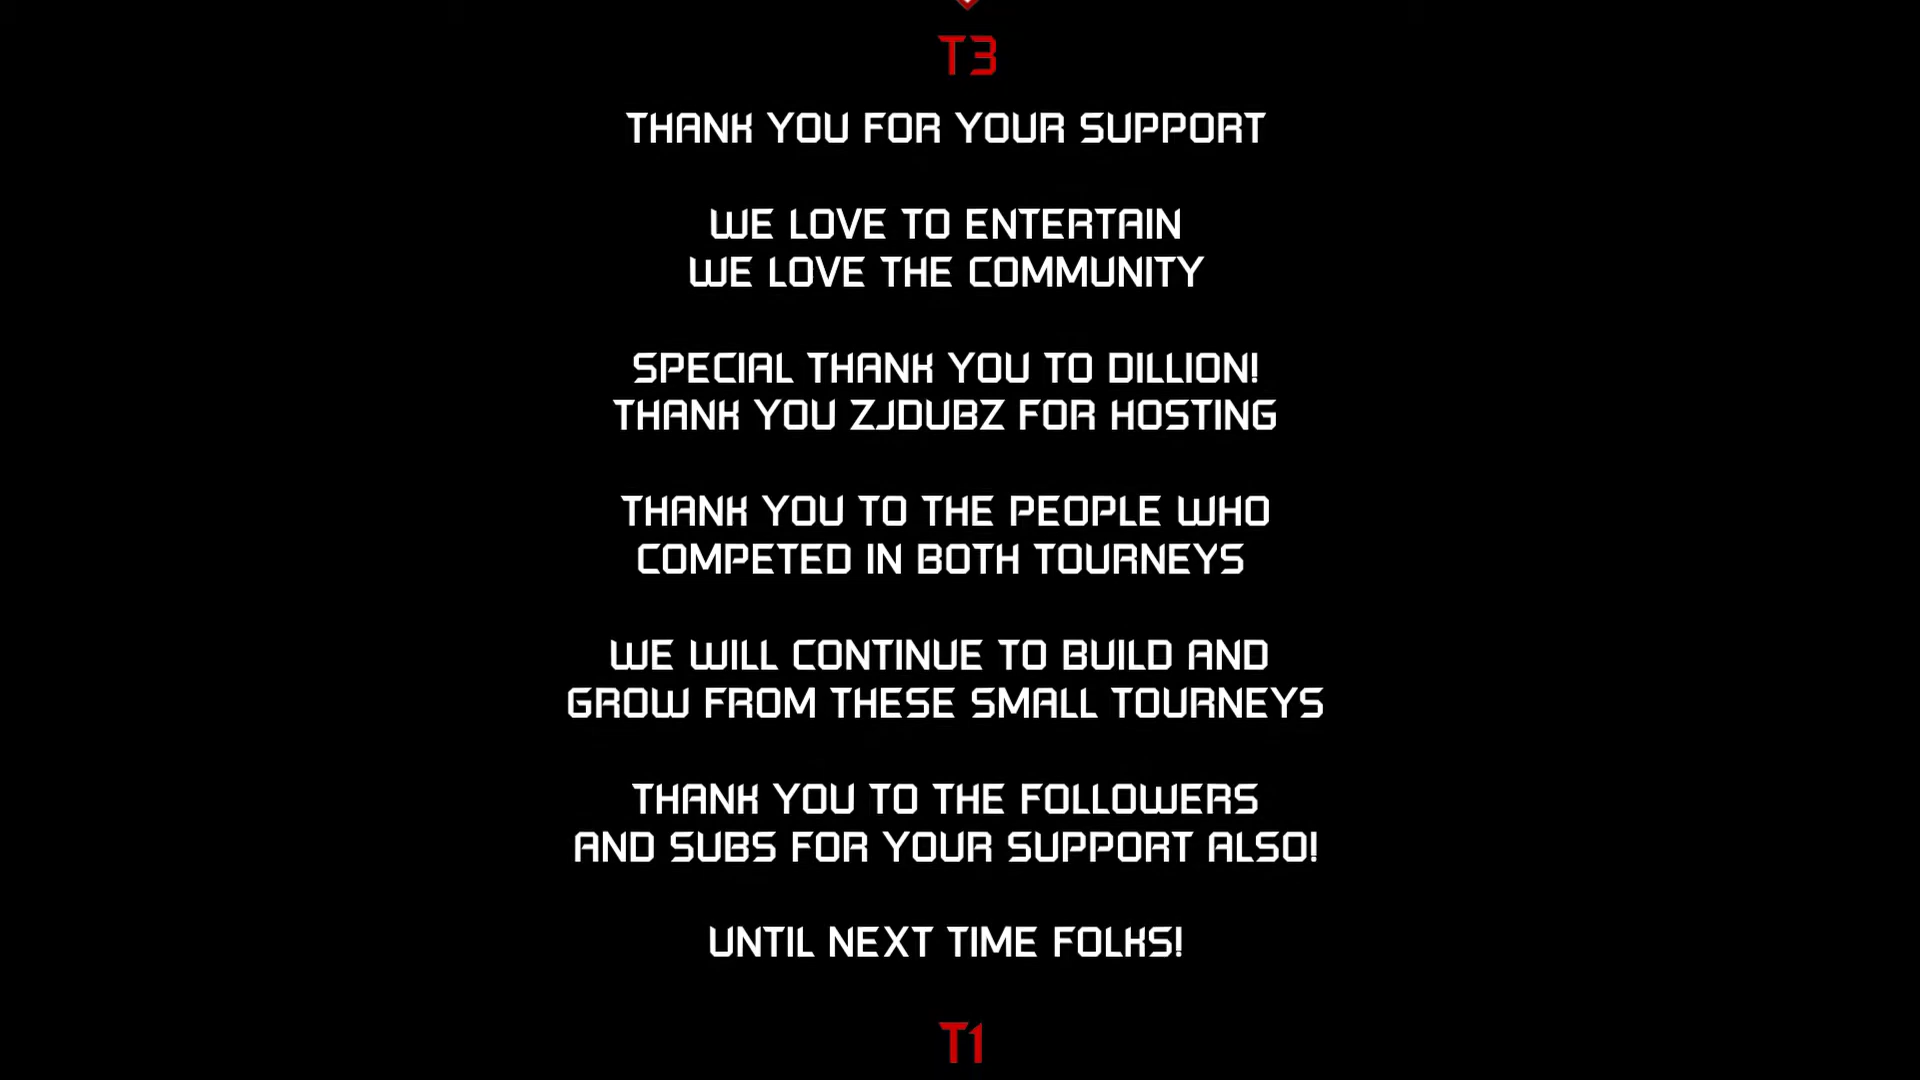 T3
THANK YOU FOR YOUR SUPPORT
WE LOVE TO ENTERTAIN
WE LOVE THE COMMUNITY
SPECIAL THANK YOU TO DILLION!
THANK YOU ZJDUBZ FOR HOSTING
THANK YOU TO THE PEOPLE WHO
COMPETED IN BOTH TOURNEYS
WE WILL CONTINUE TO BUILD AND
GROW FROM THESE SMALL TOURNEYS
THANK YOU TO THE FOLLOWERS
AND SUBS FOR YOUR SUPPORT ALSO!
UNTIL NEXT TIME FOLKS!
T1